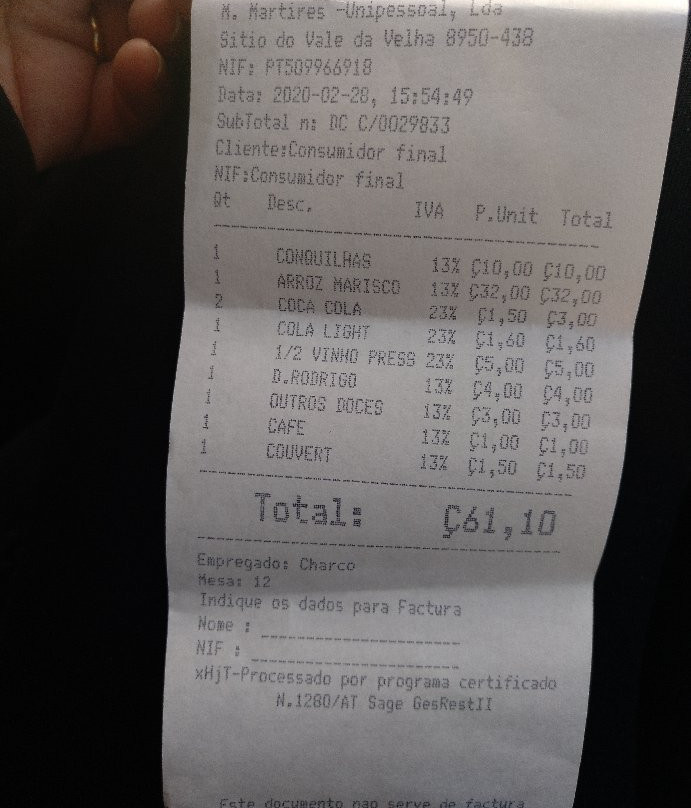 M. Martires -Unipessoal, Lda
Sitio do Vale da Velha 8950-438
NIF: PT509966918
Data: 2020-02-28, 15:54:49
SubTotal n: DC C/0029833
Cliente:Consumidor final
NIF:Consumidor final
Qt Desc. IVA P.Unit Total
1 CONQUILHAS 13% Ç10,00 Ç10,00
1 ARROZ MARISCO 13% Ç32,00 Ç32,00
2 COCA COLA 23% Ç1,50 Ç3,00
1 COLA LIGHT 23% Ç1,60 Ç1,60
1 1/2 VINHO PRESS 23% Ç5,00 Ç5,00
1 D.RODRIGO 13% Ç4,00 Ç4,00
1 OUTROS DOCES 13% Ç3,00 Ç3,00
1 CAFE 13% Ç1,00 Ç1,00
1 COUVERT 13% Ç1,50 Ç1,50
Total: Ç61,10
Empregado: Charco
Mesa: 12
Indique os dados para Factura
Nome :
NIF :
xHjT-Processado por programa certificado
N.1280/AT Sage GesRestII
Este documento nao serve de factura